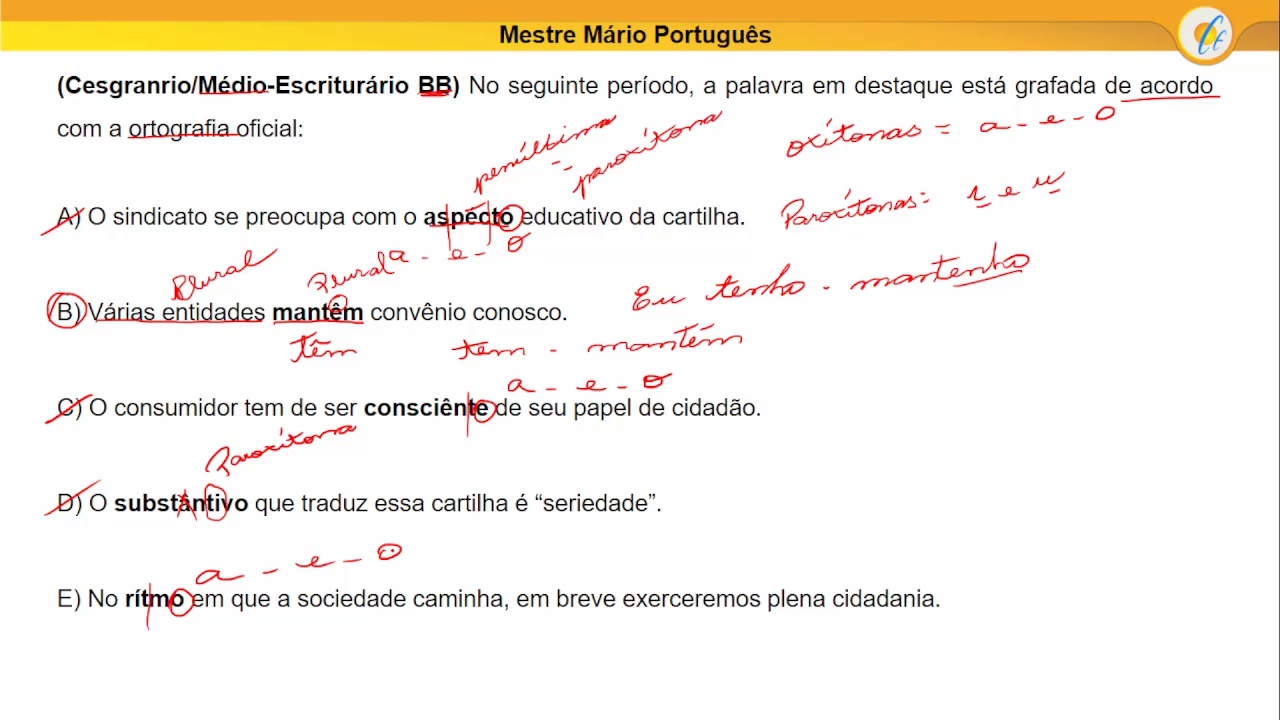 Mestre Mário Português
(Cesgranrio/Médio-Escriturário BB) No seguinte período, a palavra em destaque está grafada de acordo
com a ortografia oficial:
penúltima
=
paroxítona
oxítonas = a - e - o
A) O sindicato se preocupa com o aspécto educativo da cartilha.
Paroxítonas: i e u
a - e - o
Plural
Plural
Eu tenho - mantenho
B) Várias entidades mantêm convênio conosco.
têm
tem - mantém
a - e - o
C) O consumidor tem de ser consciênte de seu papel de cidadão.
Paroxítona
D) O substântivo que traduz essa cartilha é “seriedade”.
a - e - o
E) No rítmo em que a sociedade caminha, em breve exerceremos plena cidadania.